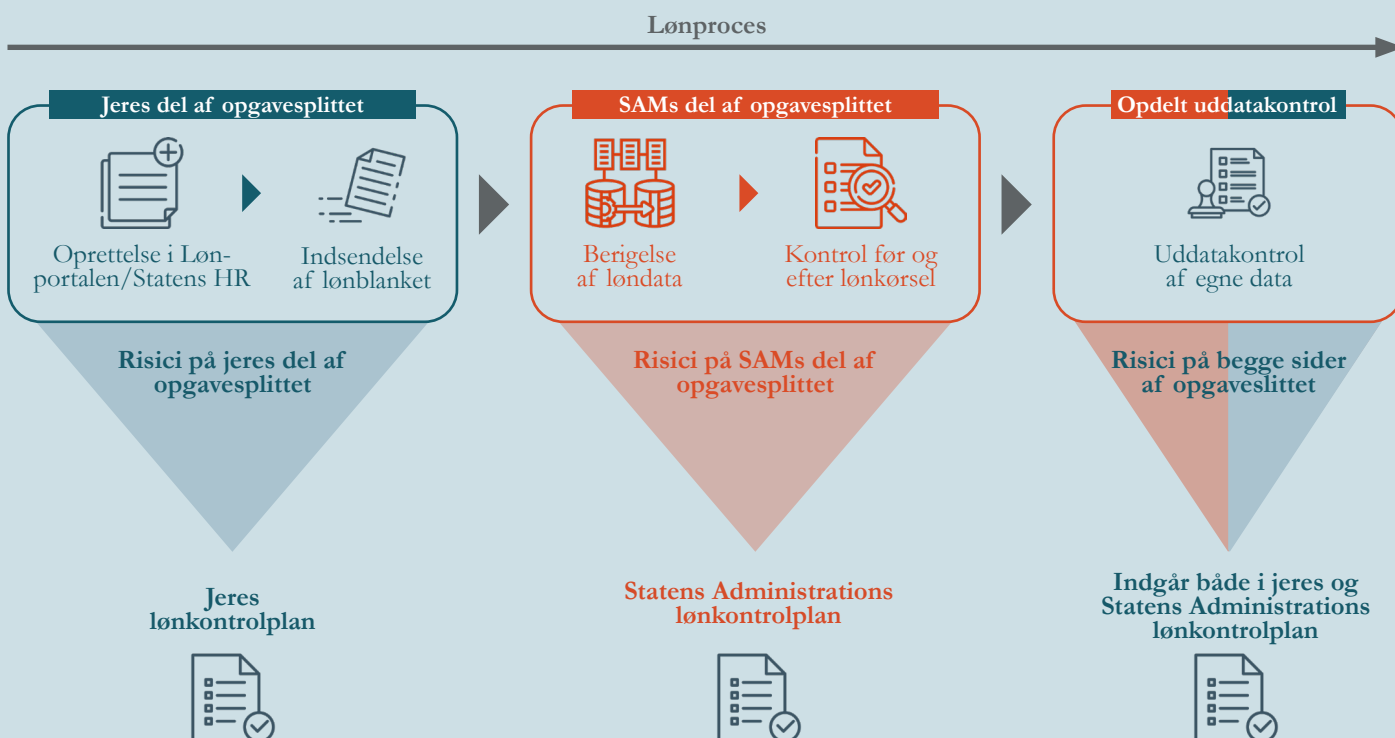 Lønproces
Jeres del af opgavesplittet
Oprettelse i Løn-
portalen/Statens HR
Indsendelse
af lønblanket
SAMs del af opgavesplittet
Berigelse
af løndata
Kontrol før og
efter lønkørsel
Opdelt uddatakontrol
Uddatakontrol
af egne data
Risici på jeres del af
opgavesplittet
Risici på SAMs del af
opgavesplittet
Risici på begge sider
af opgaveslittet
Jeres
lønkontrolplan
Statens Administrations
lønkontrolplan
Indgår både i jeres og
Statens Administrations
lønkontrolplan